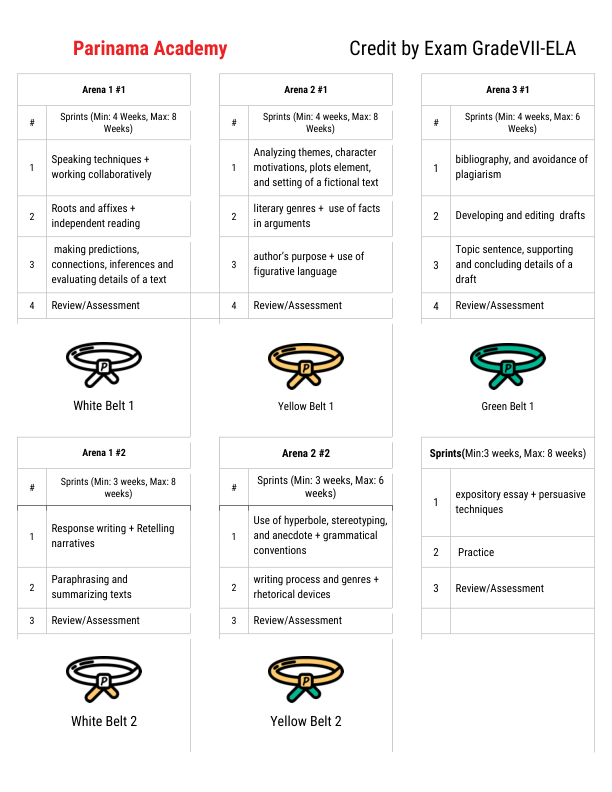 Parinama Academy
Credit by Exam GradeVII-ELA
Arena 1 #1
#
Sprints (Min: 4 Weeks, Max: 8
Weeks)
1
Speaking techniques +
working collaboratively
2
Roots and affixes +
independent reading
3
making predictions,
connections, inferences and
evaluating details of a text
4
Review/Assessment
P
White Belt 1
Arena 2 #1
#
Sprints (Min: 4 weeks, Max: 8
Weeks)
1
Analyzing themes, character
motivations, plots element,
and setting of a fictional text
2
literary genres + use of facts
in arguments
3
author's purpose + use of
figurative language
4
Review/Assessment
P
Yellow Belt 1
Arena 3 #1
#
Sprints (Min: 4 weeks, Max: 6
Weeks)
1
bibliography, and avoidance of
plagiarism
2
Developing and editing drafts
3
Topic sentence, supporting
and concluding details of a
draft
4
Review/Assessment
P
Green Belt 1
Arena 1 #2
#
Sprints (Min: 3 weeks, Max: 8
weeks)
1
Response writing + Retelling
narratives
2
Paraphrasing and
summarizing texts
3
Review/Assessment
P
White Belt 2
Arena 2 #2
#
Sprints (Min: 3 weeks, Max: 6
weeks)
1
Use of hyperbole, stereotyping,
and anecdote + grammatical
conventions
2
writing process and genres +
rhetorical devices
3
Review/Assessment
P
Yellow Belt 2
Sprints(Min:3 weeks, Max: 8 weeks)
1
expository essay + persuasive
techniques
2
Practice
3
Review/Assessment